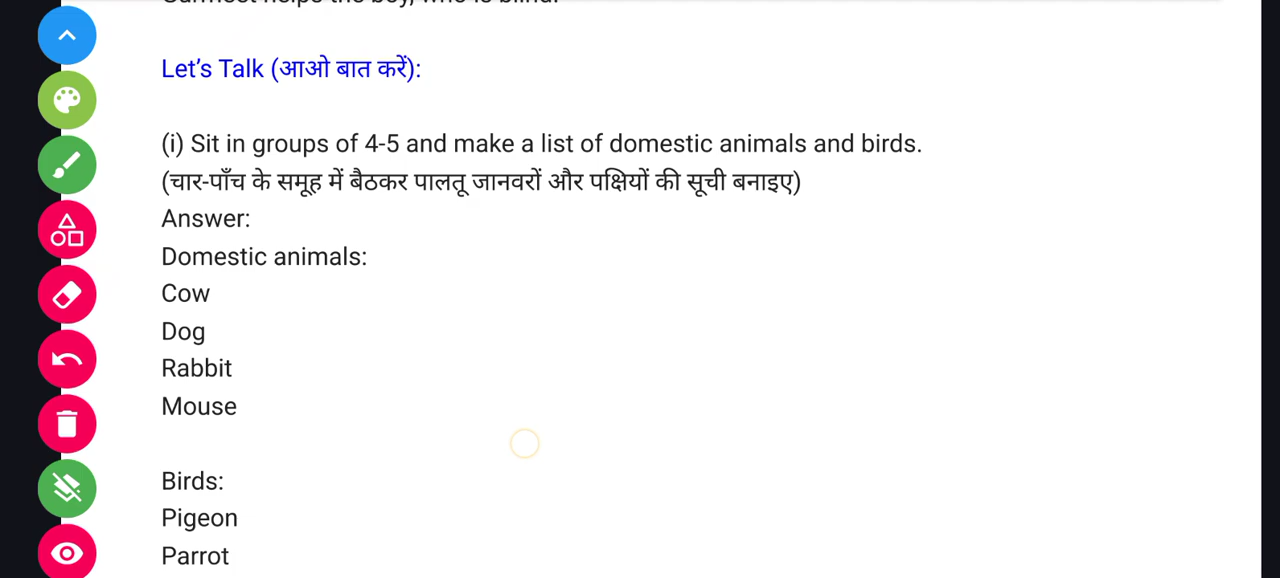 Let’s Talk (आओ बात करें):
(i) Sit in groups of 4-5 and make a list of domestic animals and birds.
(चार-पाँच के समूह में बैठकर पालतू जानवरों और पक्षियों की सूची बनाइए)
Answer:
Domestic animals:
Cow
Dog
Rabbit
Mouse
Birds:
Pigeon
Parrot